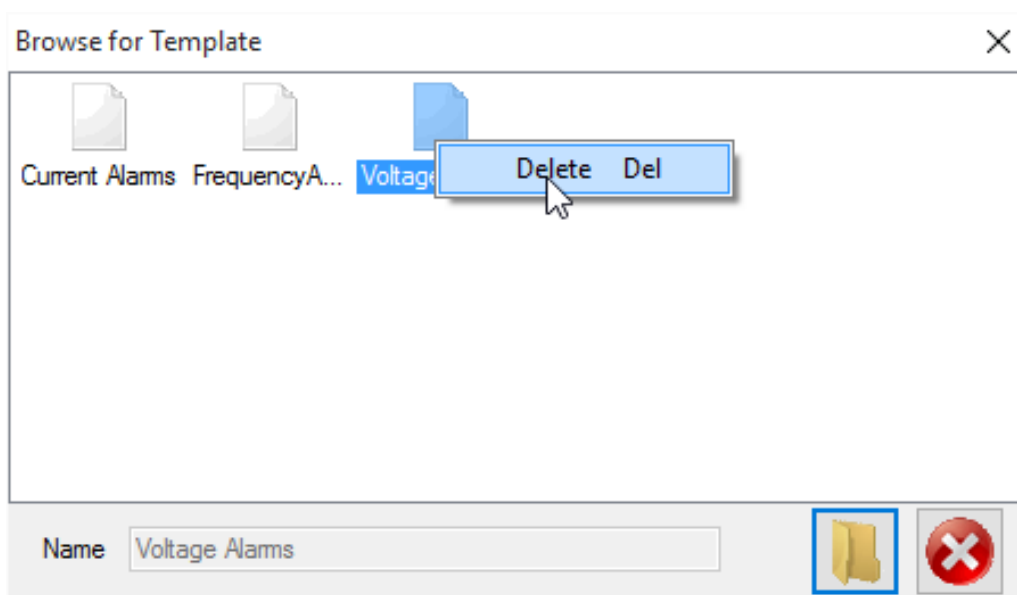 Browse for Template
Delete Del
Current Alarms FrequencyA... Voltage
Name Voltage Alarms